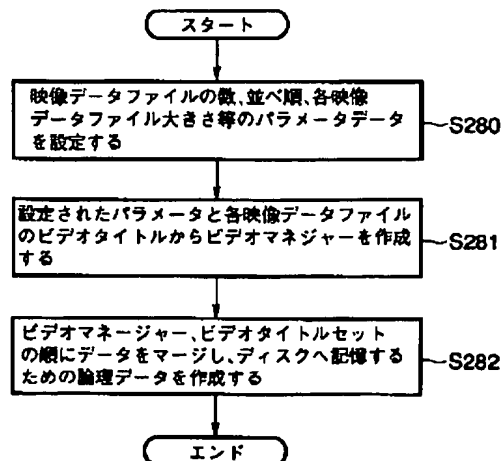 スタート
映像データファイルの数、並べ順、各映像
データファイル大きさ等のパラメータデータ
を設定する
S280
設定されたパラメータと各映像データファイル
のビデオタイトルからビデオマネジャーを作成
する
S281
ビデオマネージャー、ビデオタイトルセット
の順にデータをマージし、ディスクへ記憶する
ための論理データを作成する
S282
エンド